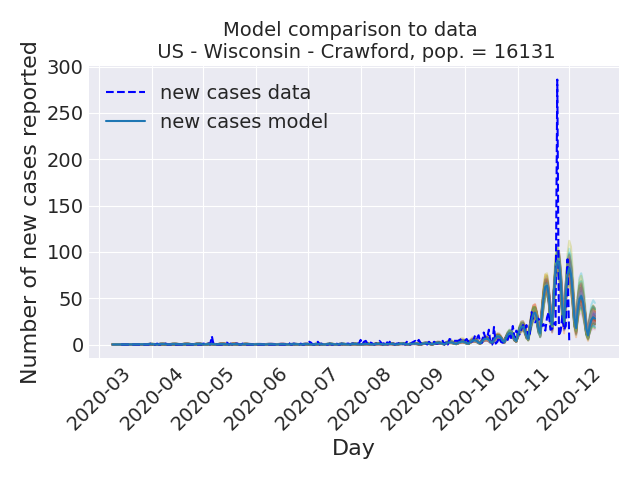 Model comparison to data
US - Wisconsin - Crawford, pop. = 16131
Number of new cases reported
300
250
200
150
100
50
0
new cases data
new cases model
2020-03
2020-04
2020-05
2020-06
2020-07
2020-08
2020-09
2020-10
2020-11
2020-12
Day